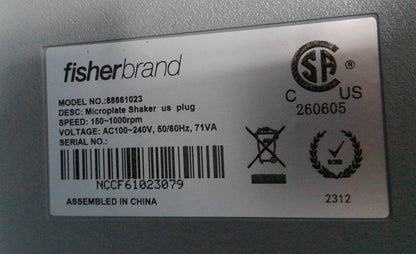 fisherbrand
MODEL NO.:88861023
DESC: Microplate Shaker us plug
SPEED: 150~1000rpm
VOLTAGE: AC100~240V, 50/60Hz, 71VA
SERIAL NO.:
NCCF61023079
ASSEMBLED IN CHINA
CSA ®
C US
260605
2312